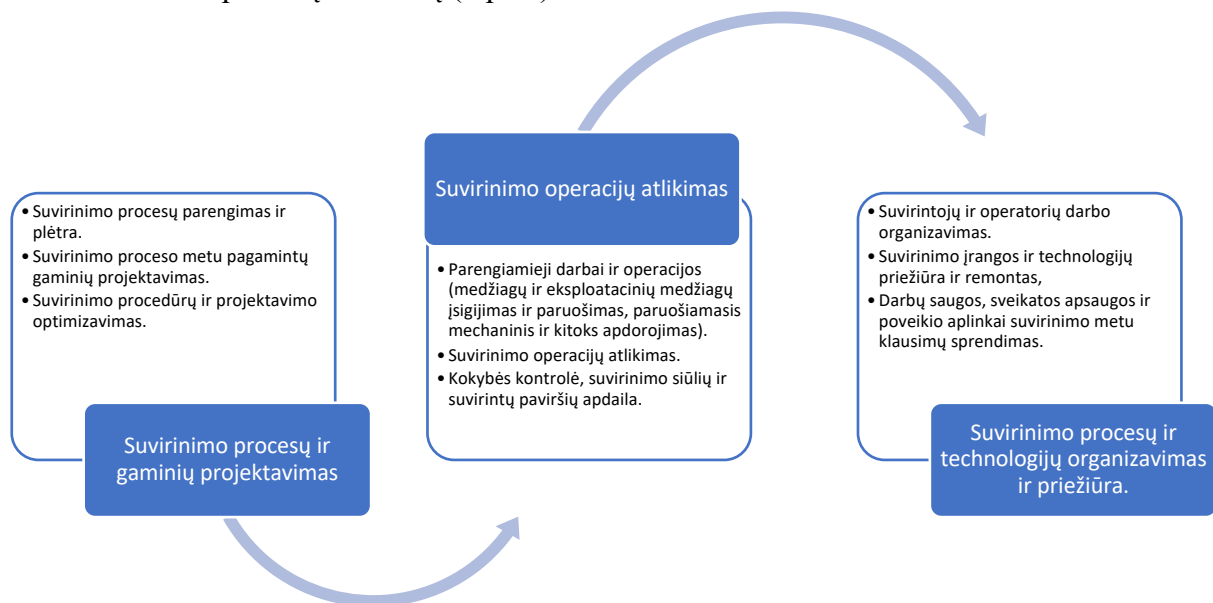 • Suvirinimo procesų parengimas ir
plėtra.
• Suvirinimo proceso metu pagamintų
gaminių projektavimas.
• Suvirinimo procedūrų ir projektavimo
optimizavimas.
Suvirinimo procesų ir
gaminių projektavimas
Suvirinimo operacijų atlikimas
• Parengiamieji darbai ir operacijos
(medžiagų ir eksploatacinių medžiagų
įsigijimas ir paruošimas, paruošiamasis
mechaninis ir kitoks apdorojimas).
• Suvirinimo operacijų atlikimas.
• Kokybės kontrolė, suvirinimo siūlių ir
suvirintų paviršių apdaila.
• Suvirintojų ir operatorių darbo
organizavimas.
• Suvirinimo įrangos ir technologijų
priežiūra ir remontas,
• Darbų saugos, sveikatos apsaugos ir
poveikio aplinkai suvirinimo metu
klausimų sprendimas.
Suvirinimo procesų ir
technologijų organizavimas
ir priežiūra.